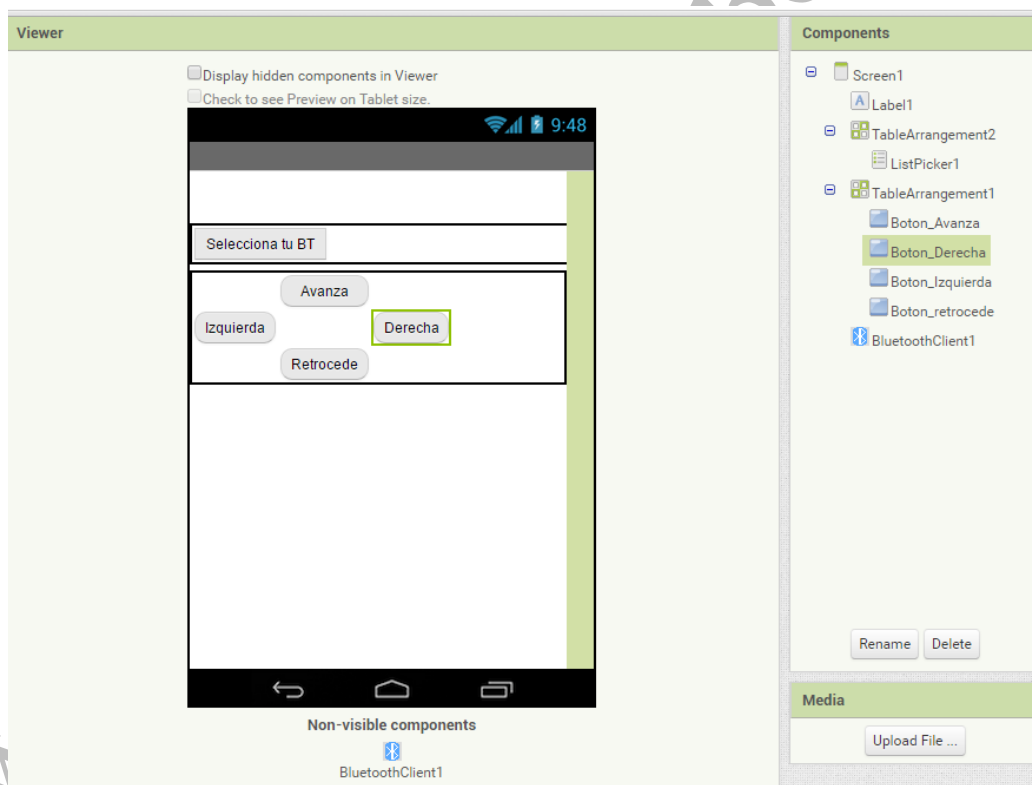 Viewer
Display hidden components in Viewer
Check to see Preview on Tablet size.
9:48
Selecciona tu BT
Avanza
Izquierda
Derecha
Retrocede
Non-visible components
BluetoothClient1
Components
Screen1
A
Label1
TableArrangement2
ListPicker1
TableArrangement1
Boton_Avanza
Boton_Derecha
Boton_Izquierda
Boton_retrocede
BluetoothClient1
Rename
Delete
Media
Upload File ...